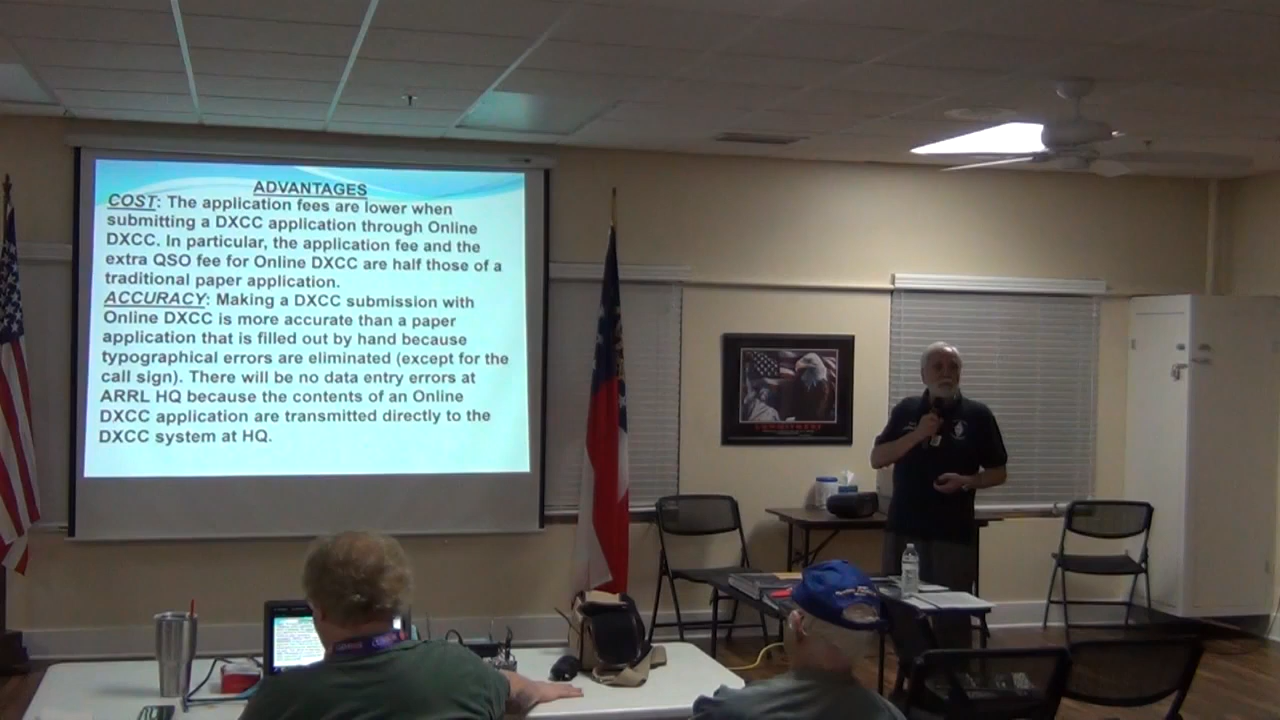 ADVANTAGES
COST: The application fees are lower when
submitting a DXCC application through Online
DXCC. In particular, the application fee and the
extra QSO fee for Online DXCC are half those of a
traditional paper application.
ACCURACY: Making a DXCC submission with
Online DXCC is more accurate than a paper
application that is filled out by hand because
typographical errors are eliminated (except for the
call sign). There will be no data entry errors at
ARRL HQ because the contents of an Online
DXCC application are transmitted directly to the
DXCC system at HQ.